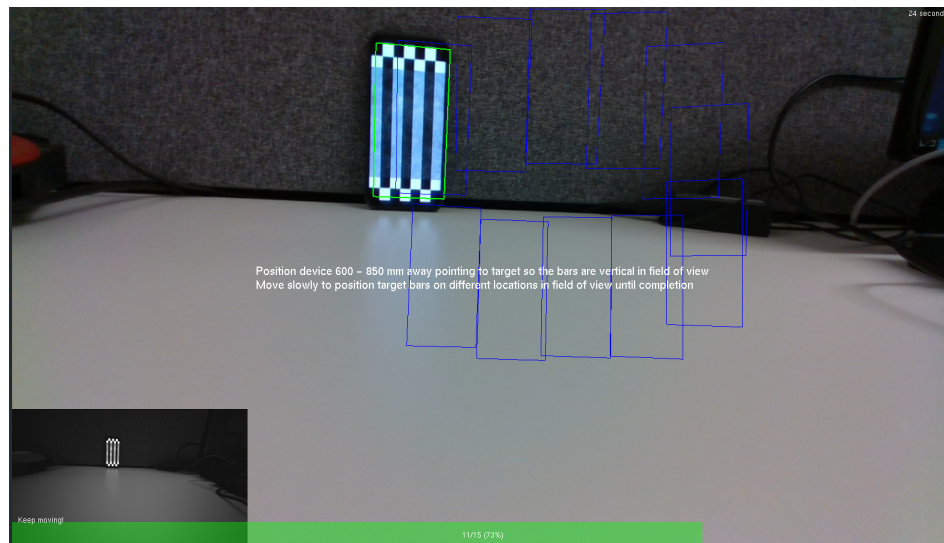 24 second
Position device 600 – 850 mm away pointing to target so the bars are vertical in field of view
Move slowly to position target bars on different locations in field of view until completion
Keep moving!
11/15 (73%)